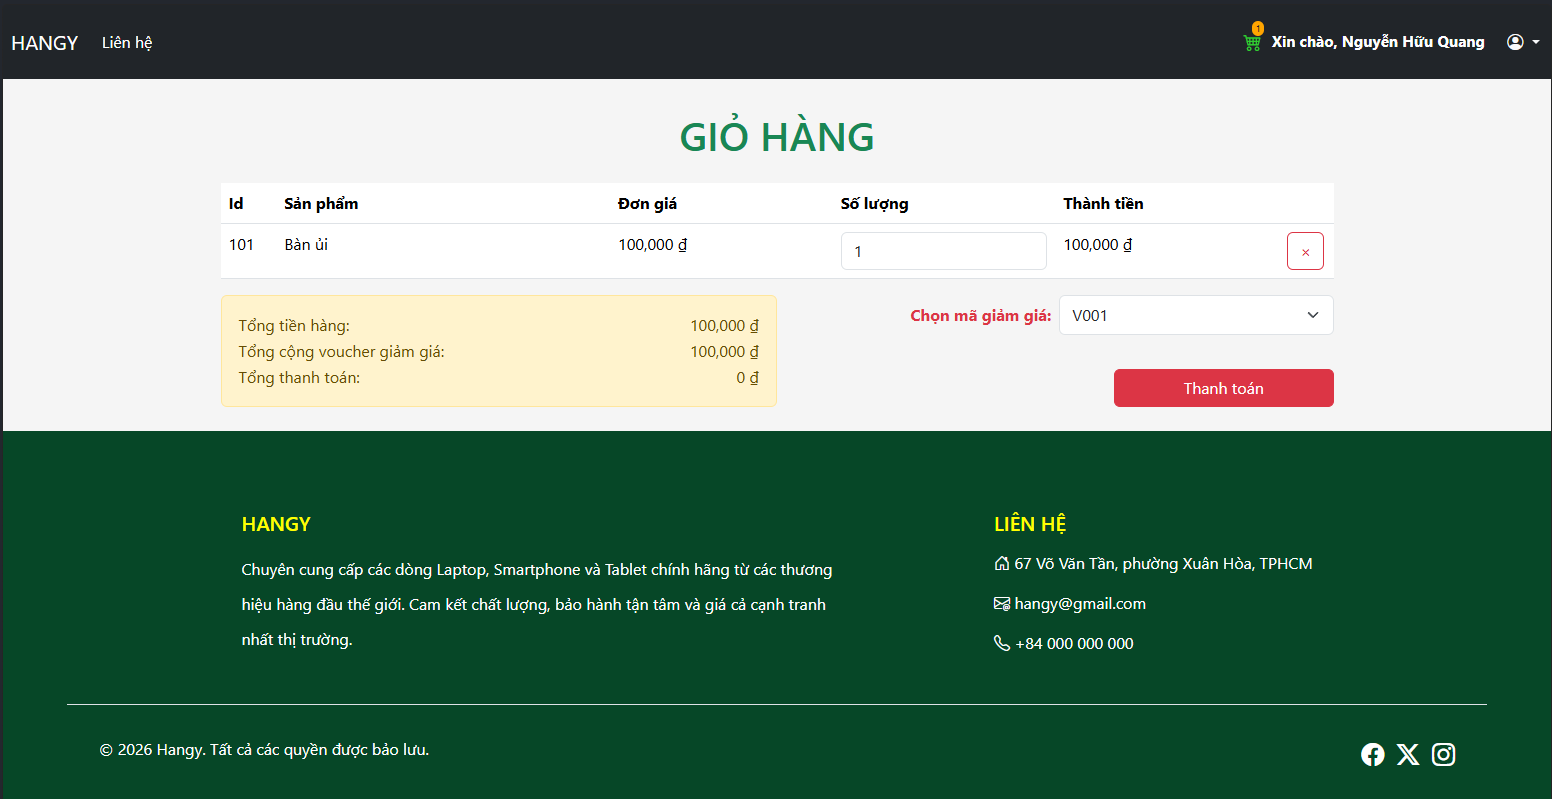 HANGY Liên hệ 1 Xin chào, Nguyễn Hữu Quang
GIỎ HÀNG
Id Sản phẩm Đơn giá Số lượng Thành tiền
101 Bàn ủi 100,000 ₫ 1 100,000 ₫ ×
Tổng tiền hàng: 100,000 ₫
Tổng cộng voucher giảm giá: 100,000 ₫
Tổng thanh toán: 0 ₫
Chọn mã giảm giá: V001
Thanh toán
HANGY
Chuyên cung cấp các dòng Laptop, Smartphone và Tablet chính hãng từ các thương
hiệu hàng đầu thế giới. Cam kết chất lượng, bảo hành tận tâm và giá cả cạnh tranh
nhất thị trường.
LIÊN HỆ
67 Võ Văn Tần, phường Xuân Hòa, TPHCM
hangy@gmail.com
+84 000 000 000
© 2026 Hangy. Tất cả các quyền được bảo lưu.